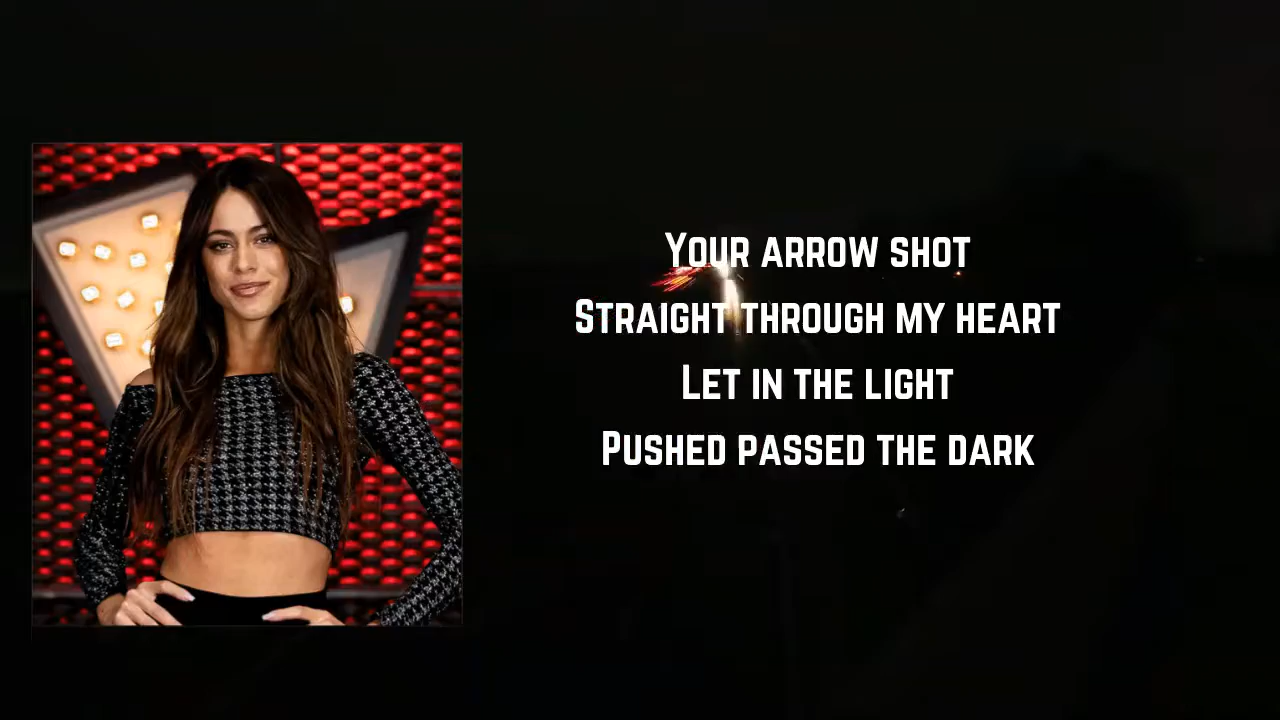 Your arrow shot
Straight through my heart
Let in the light
Pushed passed the dark